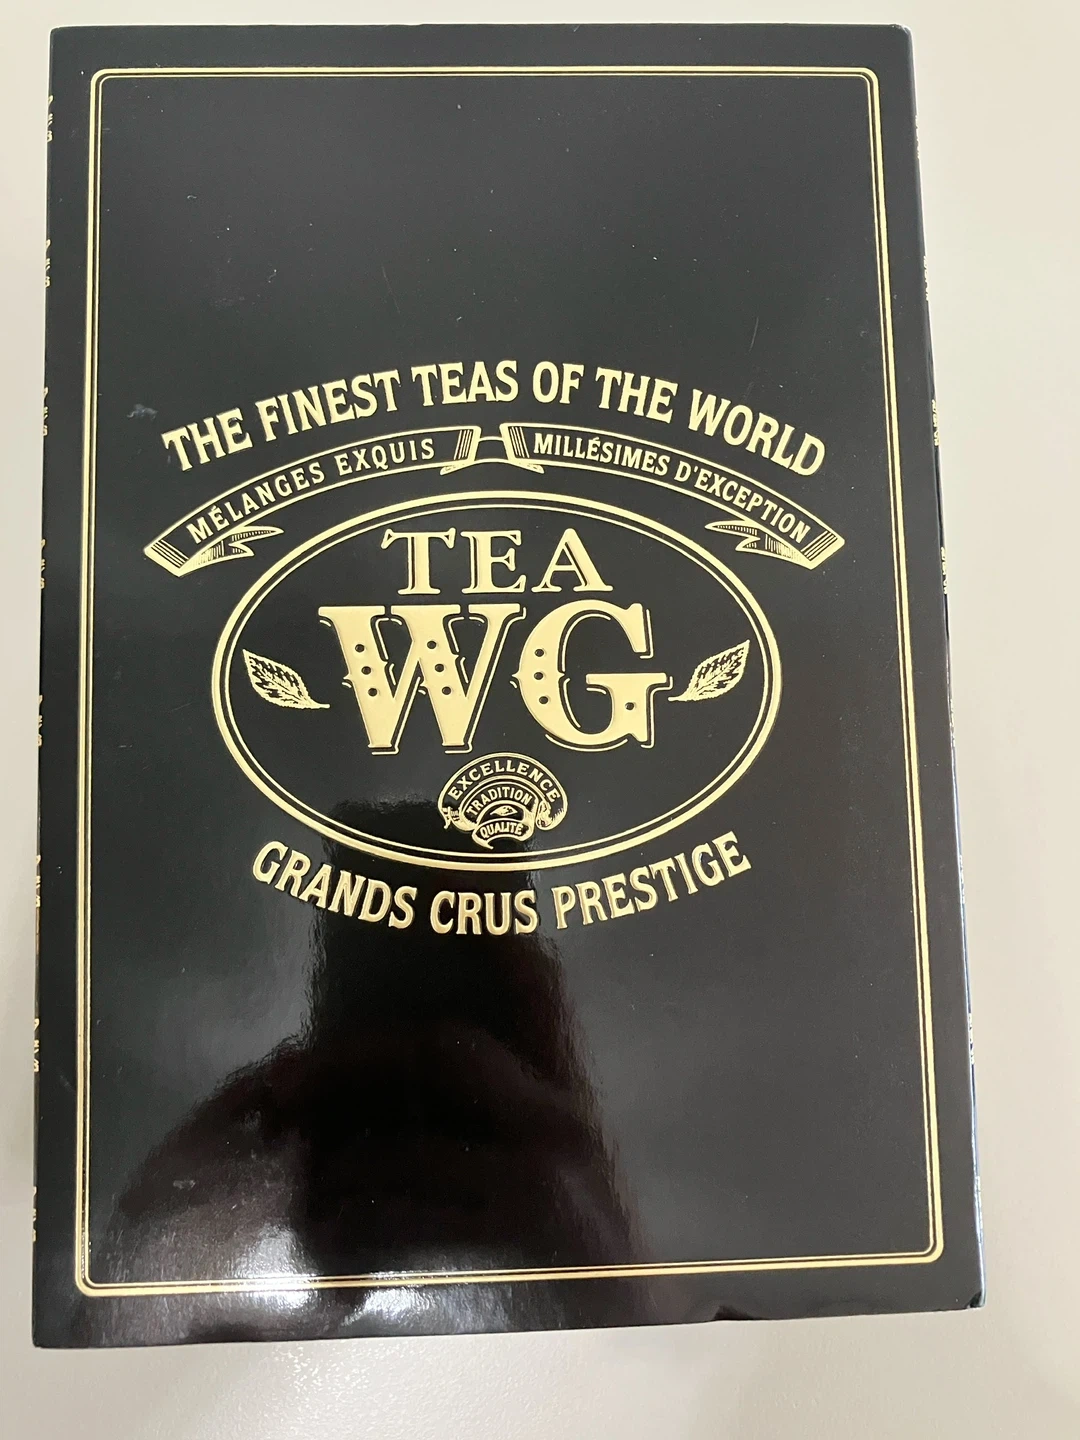 THE FINEST TEAS OF THE WORLD
MÉLANGES EXQUIS MILLÉSIMES D'EXCEPTION
TEA
WG
EXCELLENCE
TRADITION
QUALITÉ
GRANDS CRUS PRESTIGE